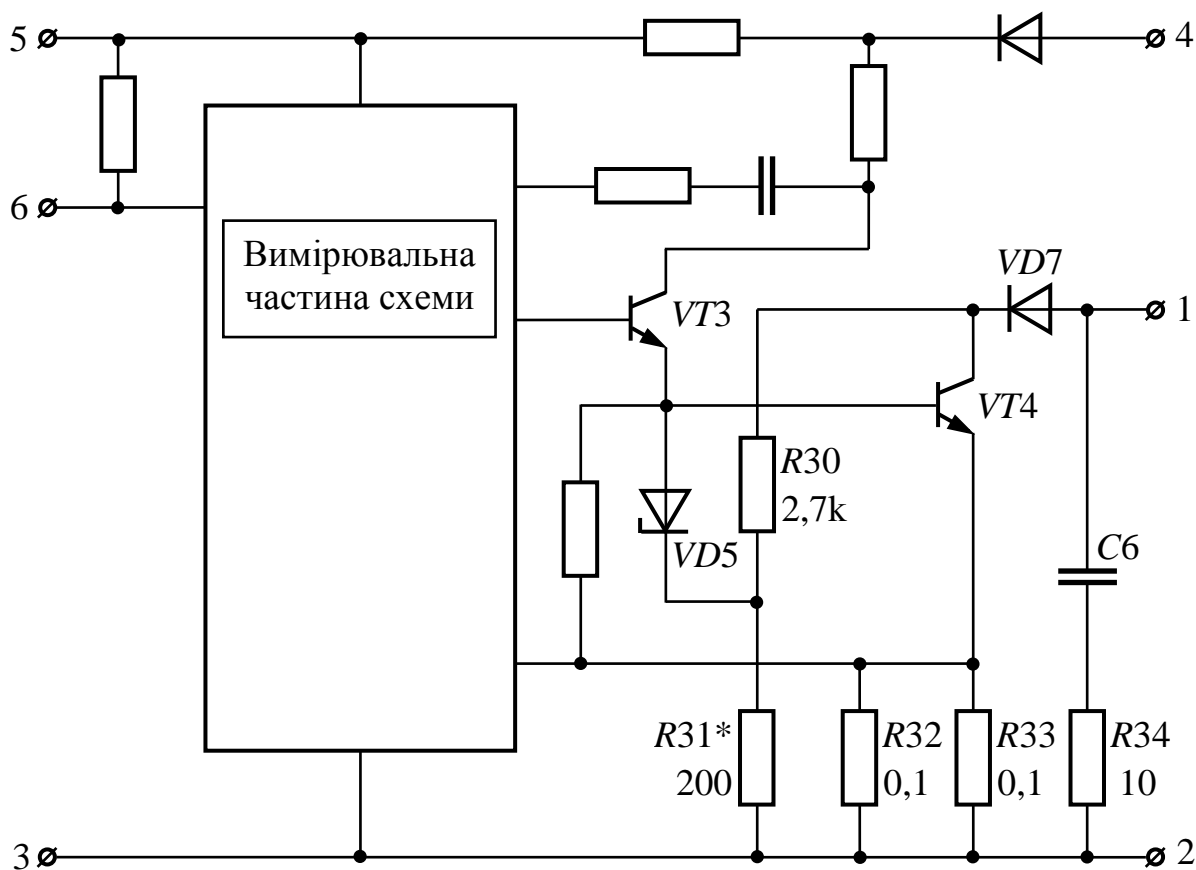 5
4
6
Вимірювальна
частина схеми
VT3
VD7
1
VT4
R30
2,7k
VD5
C6
R31*
200
R32
0,1
R33
0,1
R34
10
3
2